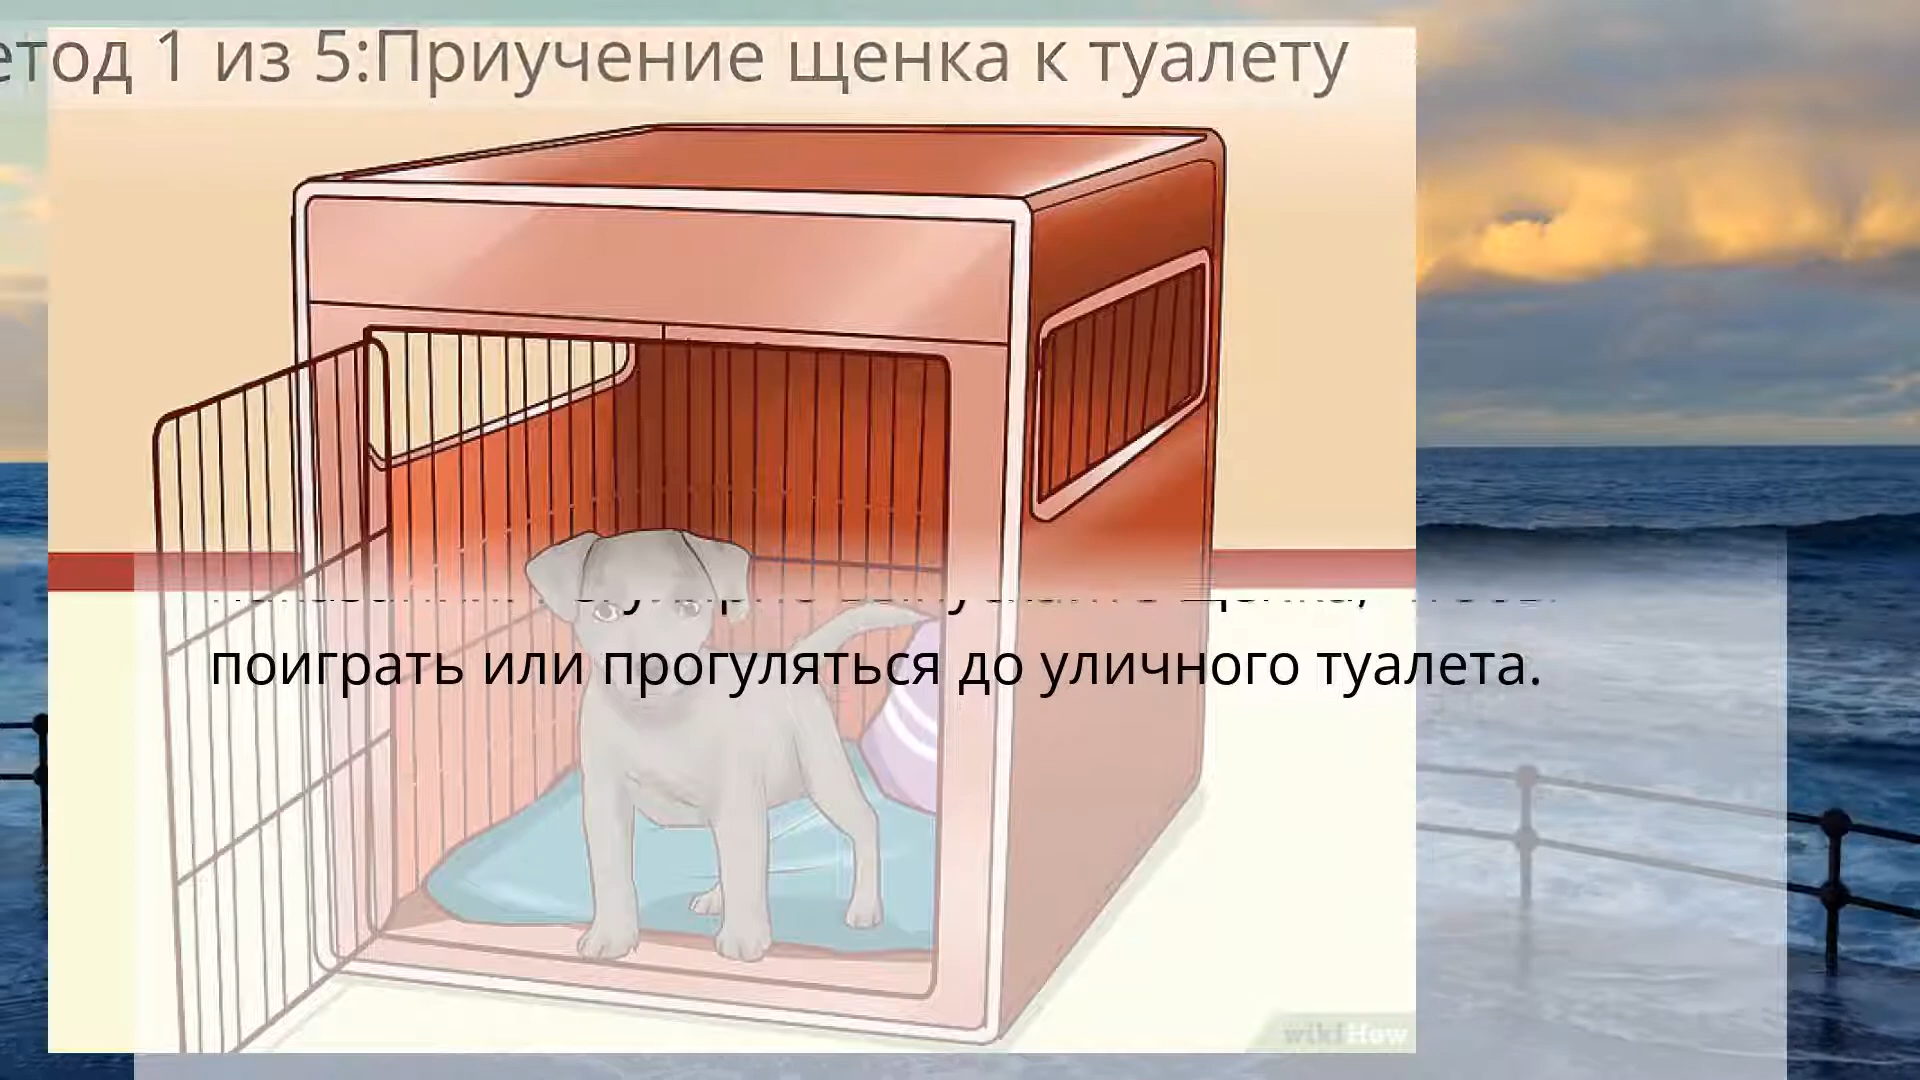 етод 1 из 5:Приучение щенка к туалету
поиграть или прогуляться до уличного туалета.
wikiHow